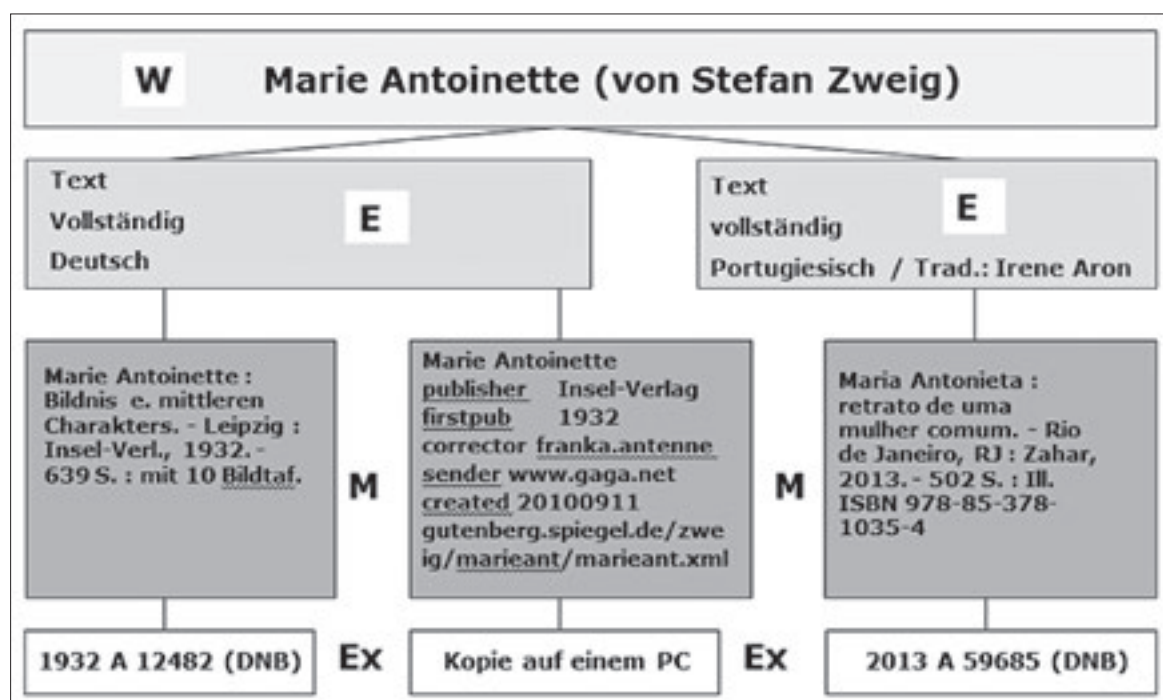 W Marie Antoinette (von Stefan Zweig)
Text
Vollständig
Deutsch
E
Text
vollständig
Portugiesisch / Trad.: Irene Aron
E
Marie Antoinette :
Bildnis e. mittleren
Charakters. - Leipzig :
Insel-Verl., 1932. -
639 S. : mit 10 Bildtaf.
M
Marie Antoinette
publisher Insel-Verlag
firstpub 1932
corrector franka.antenne
sender www.gaga.net
created 20100911
gutenberg.spiegel.de/zwe
ig/marieant/marieant.xml
M
Maria Antonieta :
retrato de uma
mulher comum. - Rio
de Janeiro, RJ : Zahar,
2013. - 502 S. : Ill.
ISBN 978-85-378-
1035-4
1932 A 12482 (DNB) Ex Kopie auf einem PC Ex 2013 A 59685 (DNB)